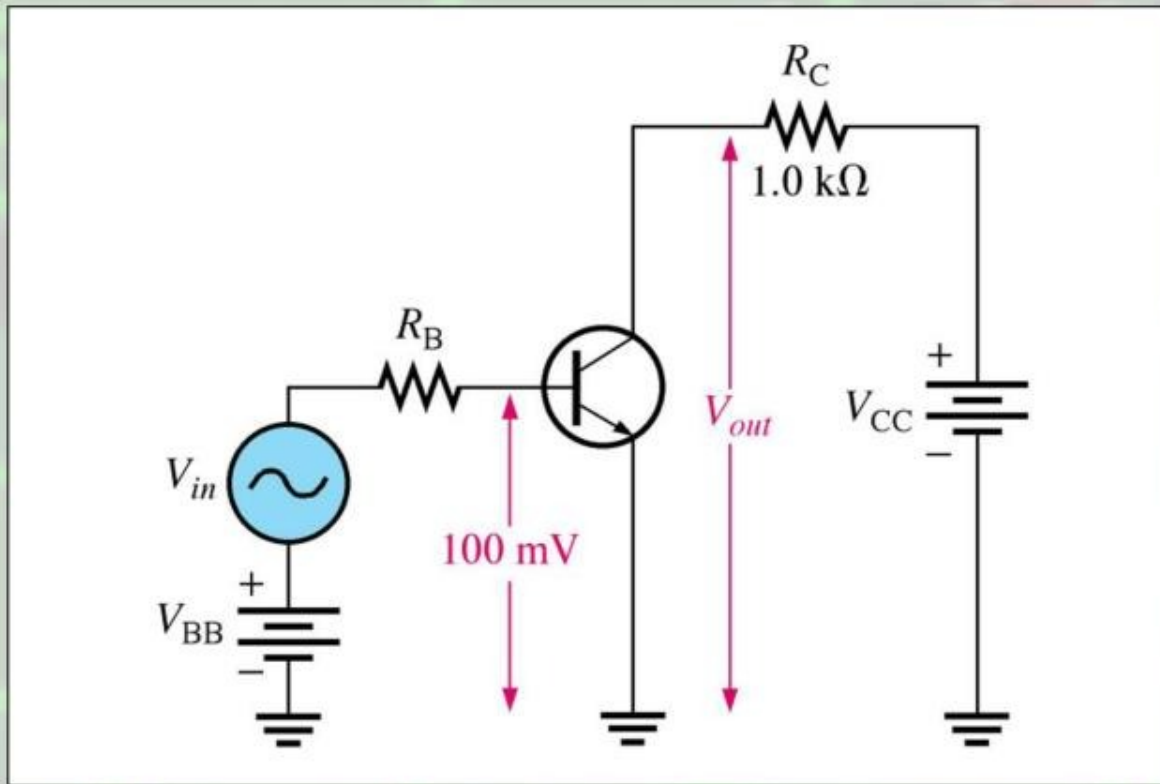 R_C
1.0 kΩ
R_B
+
V_CC
V_out
V_in
−
100 mV
+
V_BB
−